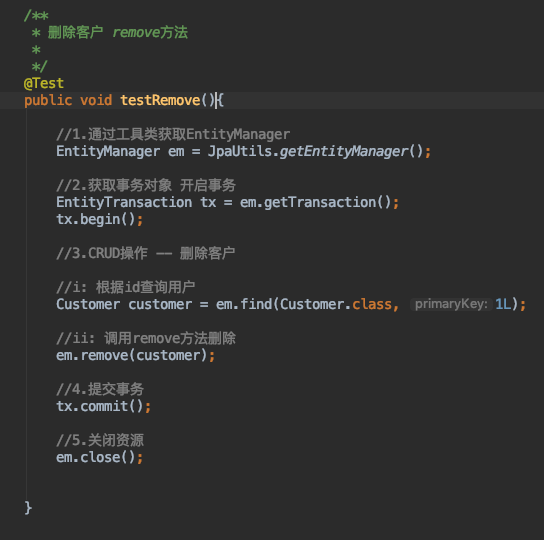 /**
 * 删除客户 remove方法
 *
 */
@Test
public void testRemove(){
//1.通过工具类获取EntityManager
EntityManager em = JpaUtils.getEntityManager();
//2.获取事务对象 开启事务
EntityTransaction tx = em.getTransaction();
tx.begin();
//3.CRUD操作 —— 删除客户
//i: 根据id查询用户
Customer customer = em.find(Customer.class, primaryKey: 1L);
//ii: 调用remove方法删除
em.remove(customer);
//4.提交事务
tx.commit();
//5.关闭资源
em.close();
}